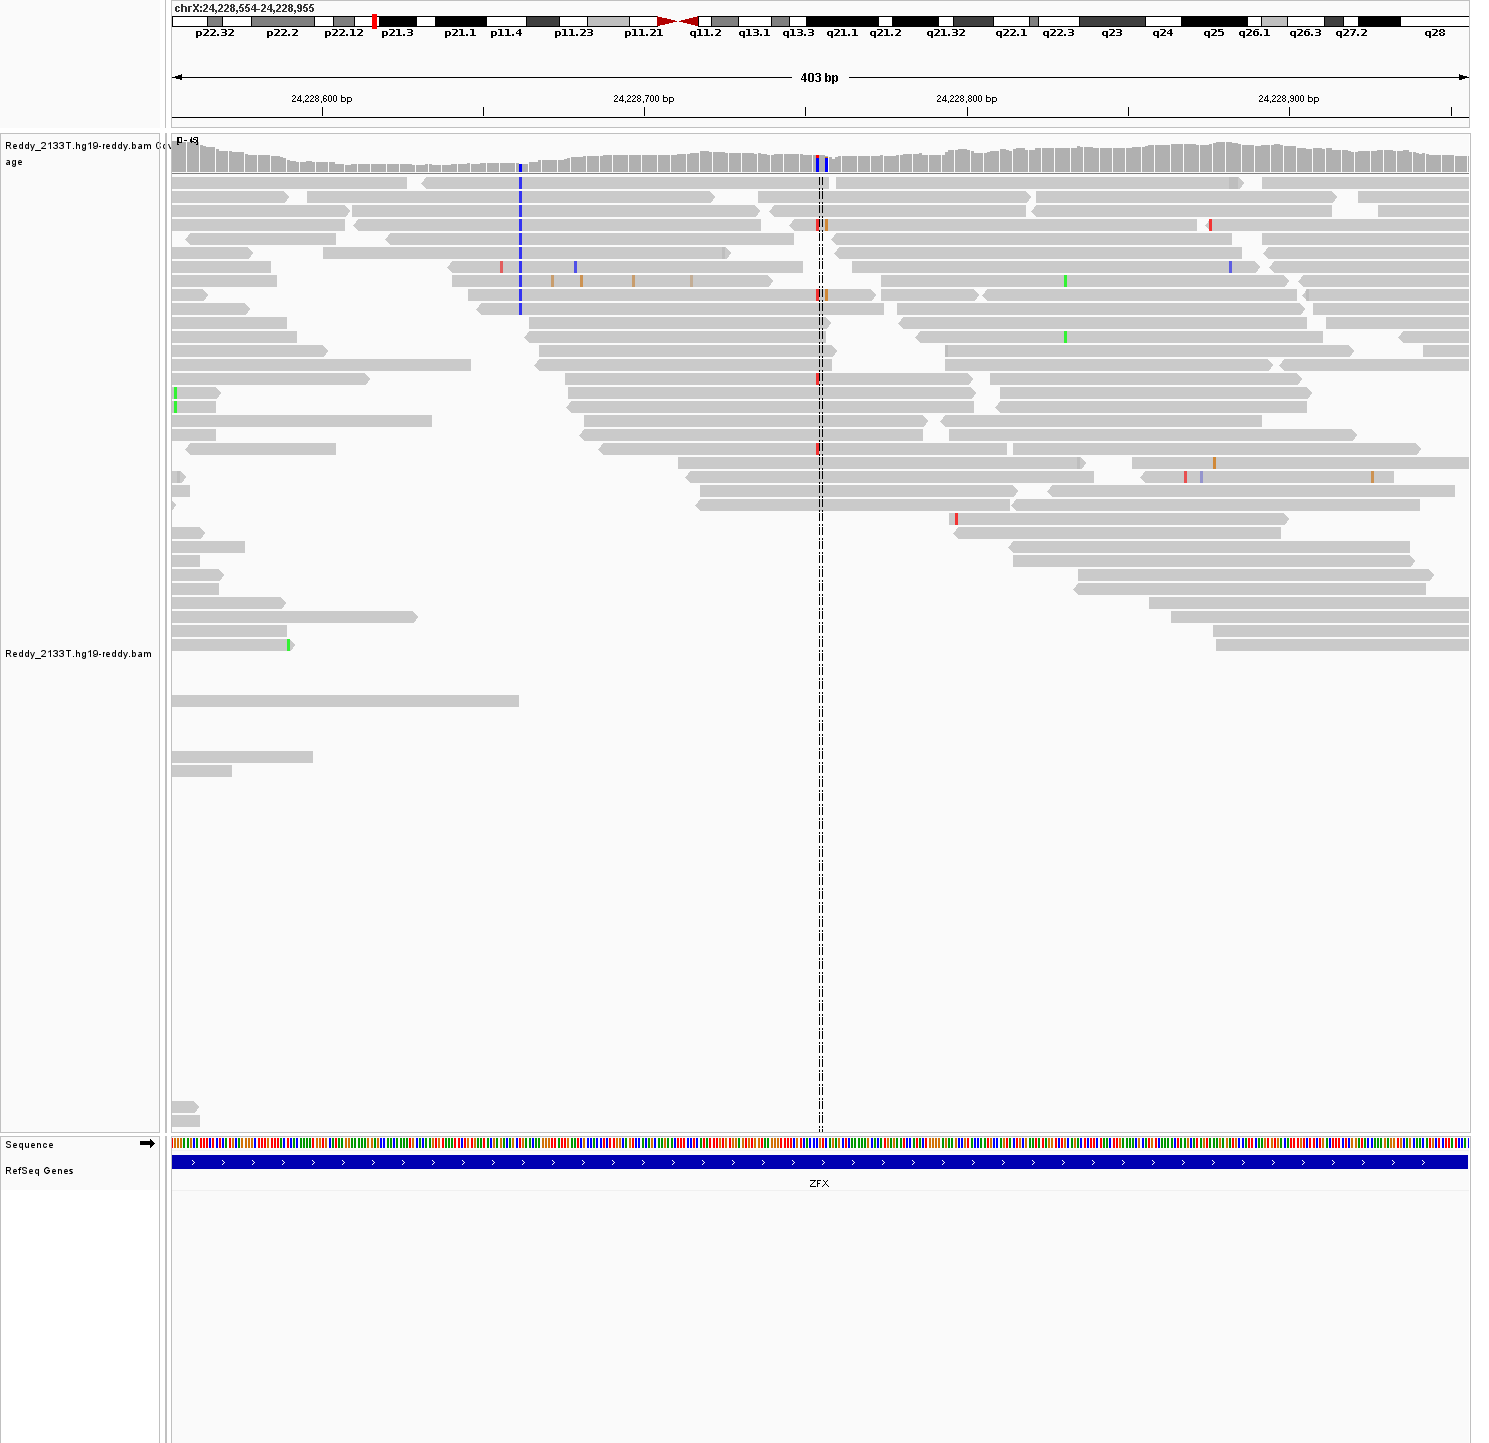 chrX:24,228,554-24,228,955
p22.32 p22.2 p22.12 p21.3 p21.1 p11.4 p11.23 p11.21 q11.2 q13.1 q13.3 q21.1 q21.2 q21.32 q22.1 q22.3 q23 q24 q25 q26.1 q26.3 q27.2 q28
403 bp
24,228,600 bp 24,228,700 bp 24,228,800 bp 24,228,900 bp
Reddy_2133T.hg19-reddy.bam Cov
age
Reddy_2133T.hg19-reddy.bam
Sequence
RefSeq Genes
ZFX